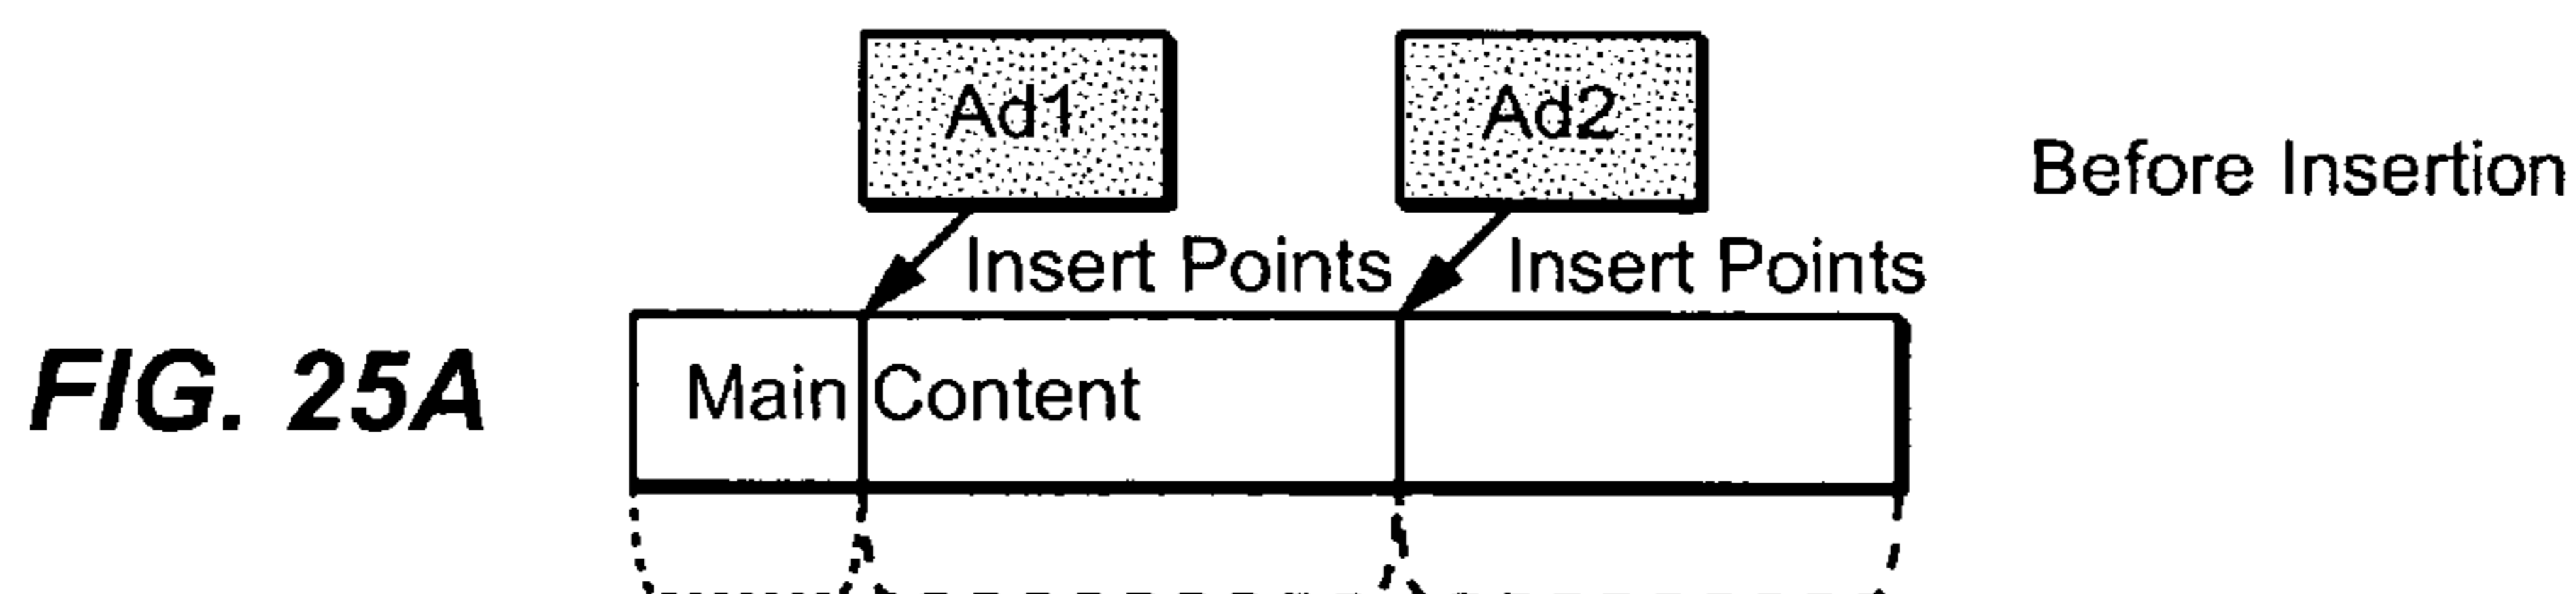 Ad1 Ad2
Before Insertion
Insert Points Insert Points
FIG. 25A Main Content